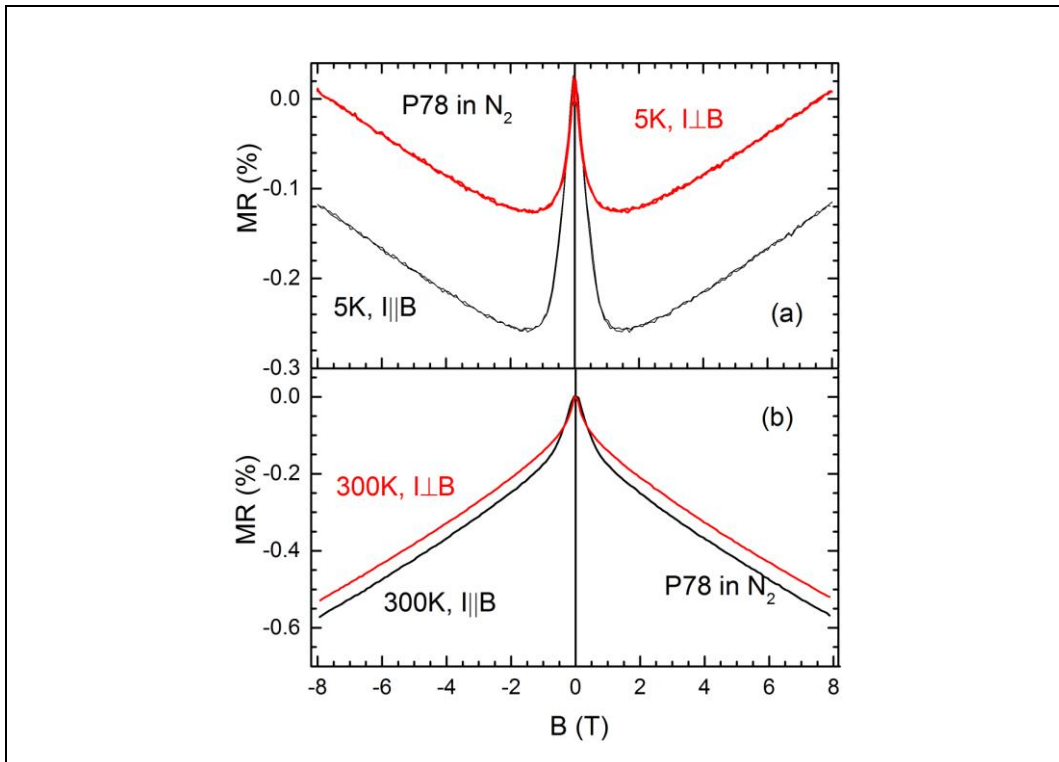 0.0
-0.1
-0.2
-0.3
MR (%)
P78 in N₂
5K, I⊥B
5K, I||B
(a)
0.0
-0.2
-0.4
-0.6
MR (%)
(b)
300K, I⊥B
300K, I||B
P78 in N₂
-8 -6 -4 -2 0 2 4 6 8
B (T)